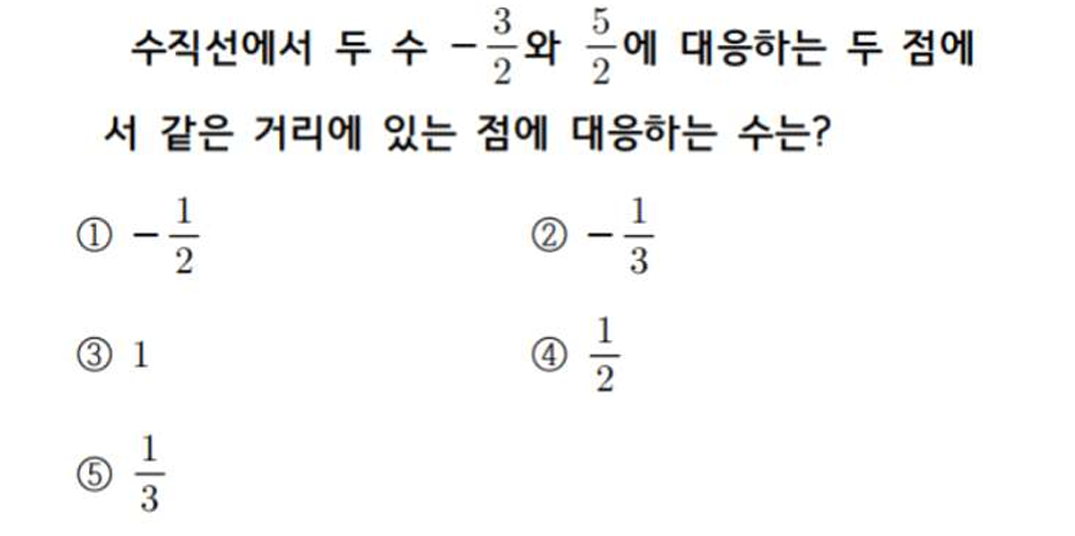 수직선에서 두 수 $-\frac{3}{2}$와 $\frac{5}{2}$에 대응하는 두 점에
서 같은 거리에 있는 점에 대응하는 수는?
① $-\frac{1}{2}$ ② $-\frac{1}{3}$
③ 1 ④ $\frac{1}{2}$
⑤ $\frac{1}{3}$